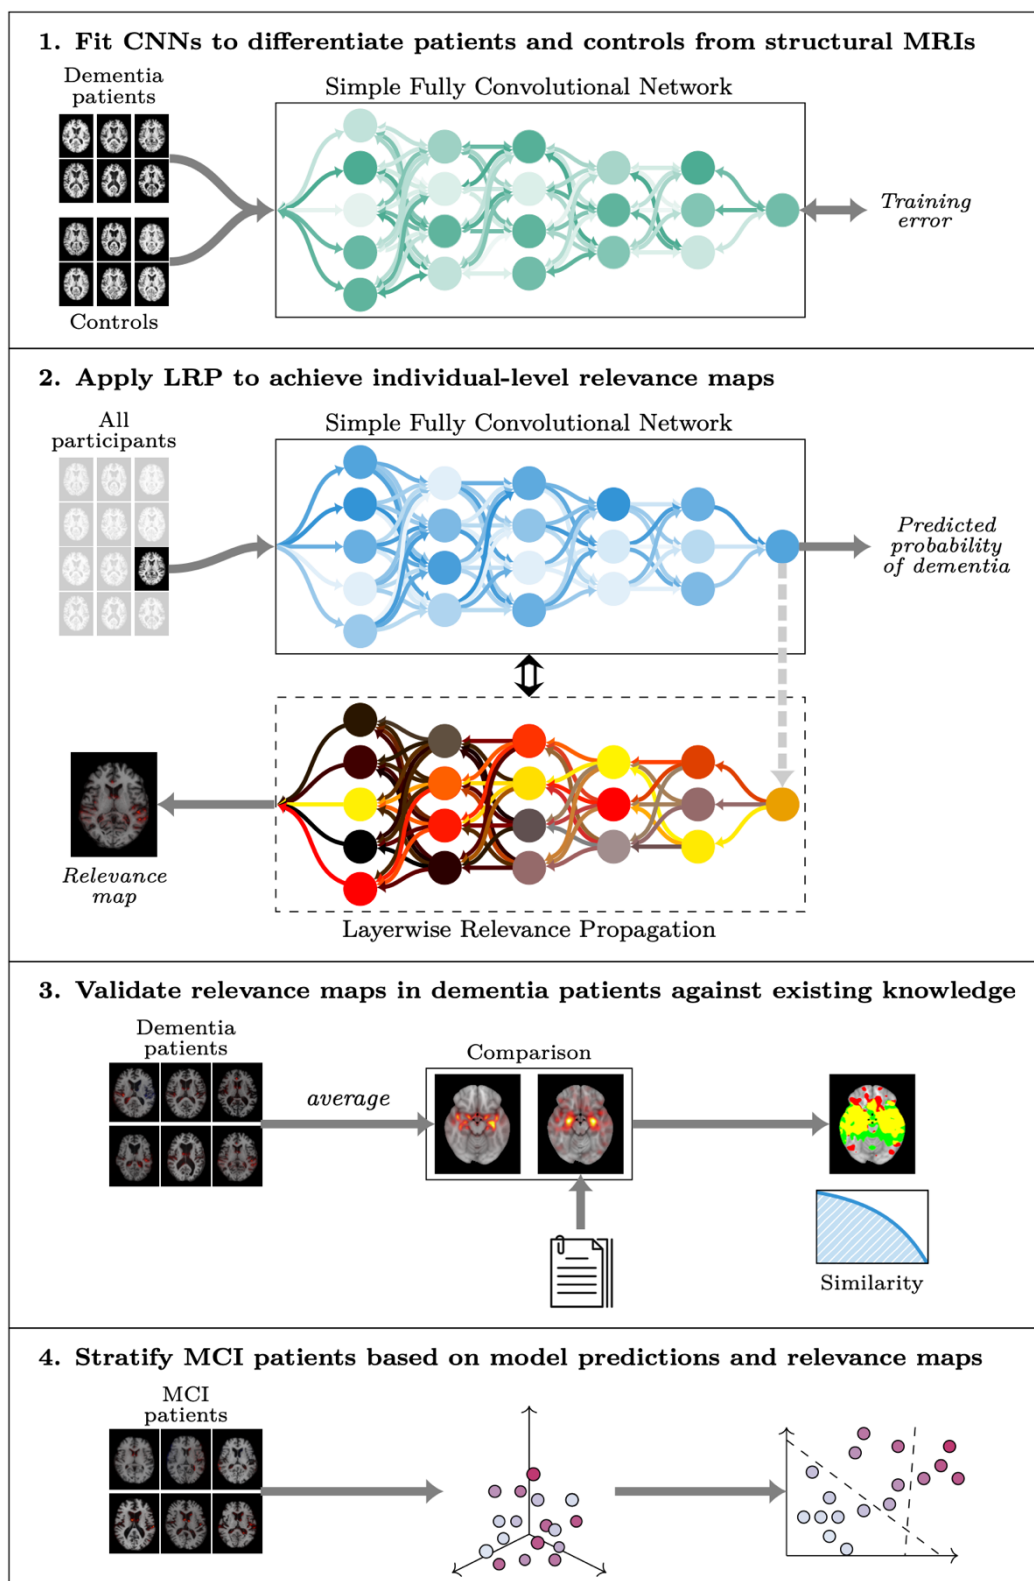 1. Fit CNNs to differentiate patients and controls from structural MRIs
Dementia
patients
Simple Fully Convolutional Network
Training
error
Controls
2. Apply LRP to achieve individual-level relevance maps
All
participants
Simple Fully Convolutional Network
Predicted
probability
of dementia
Relevance
map
Layerwise Relevance Propagation
3. Validate relevance maps in dementia patients against existing knowledge
Dementia
patients
average
Comparison
Similarity
4. Stratify MCI patients based on model predictions and relevance maps
MCI
patients